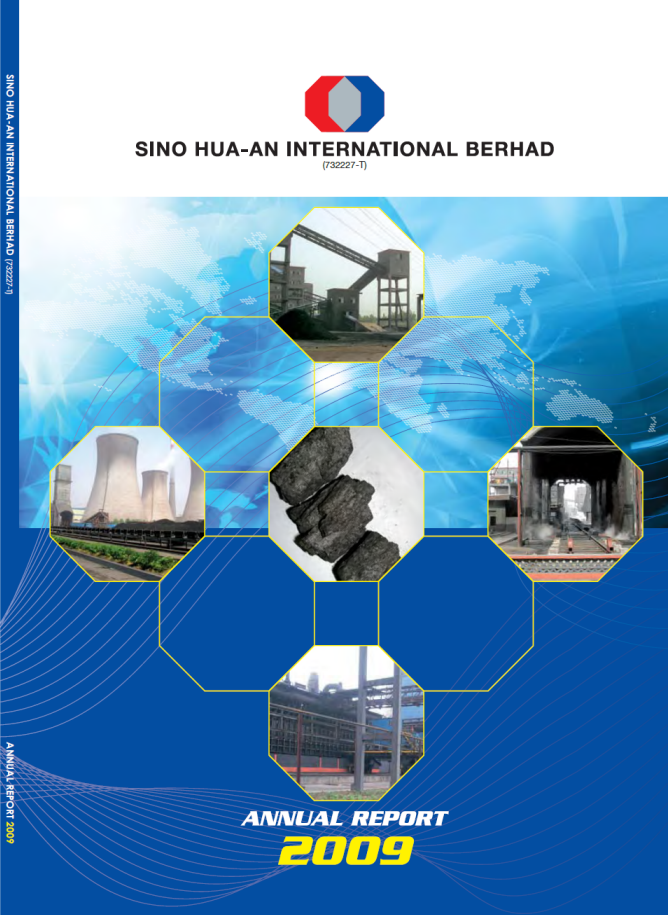 SINO HUA-AN INTERNATIONAL BERHAD (732227-T)
SINO HUA-AN INTERNATIONAL BERHAD
(732227-T)
ANNUAL REPORT 2009
ANNUAL REPORT
2009